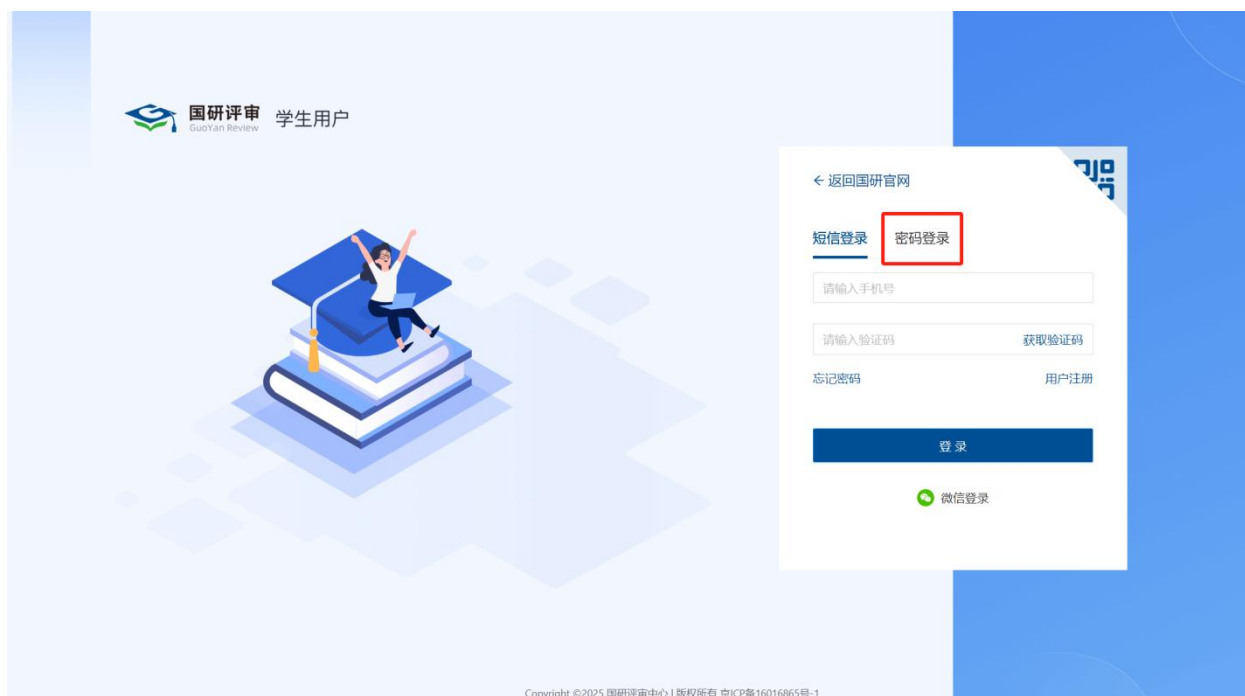 国研评审 学生用户
GuoYan Review
← 返回国研官网
短信登录 密码登录
请输入手机号
请输入验证码 获取验证码
忘记密码 用户注册
登 录
微信登录
Copyright ©2025 国研评审中心 | 版权所有 京ICP备16016865号-1